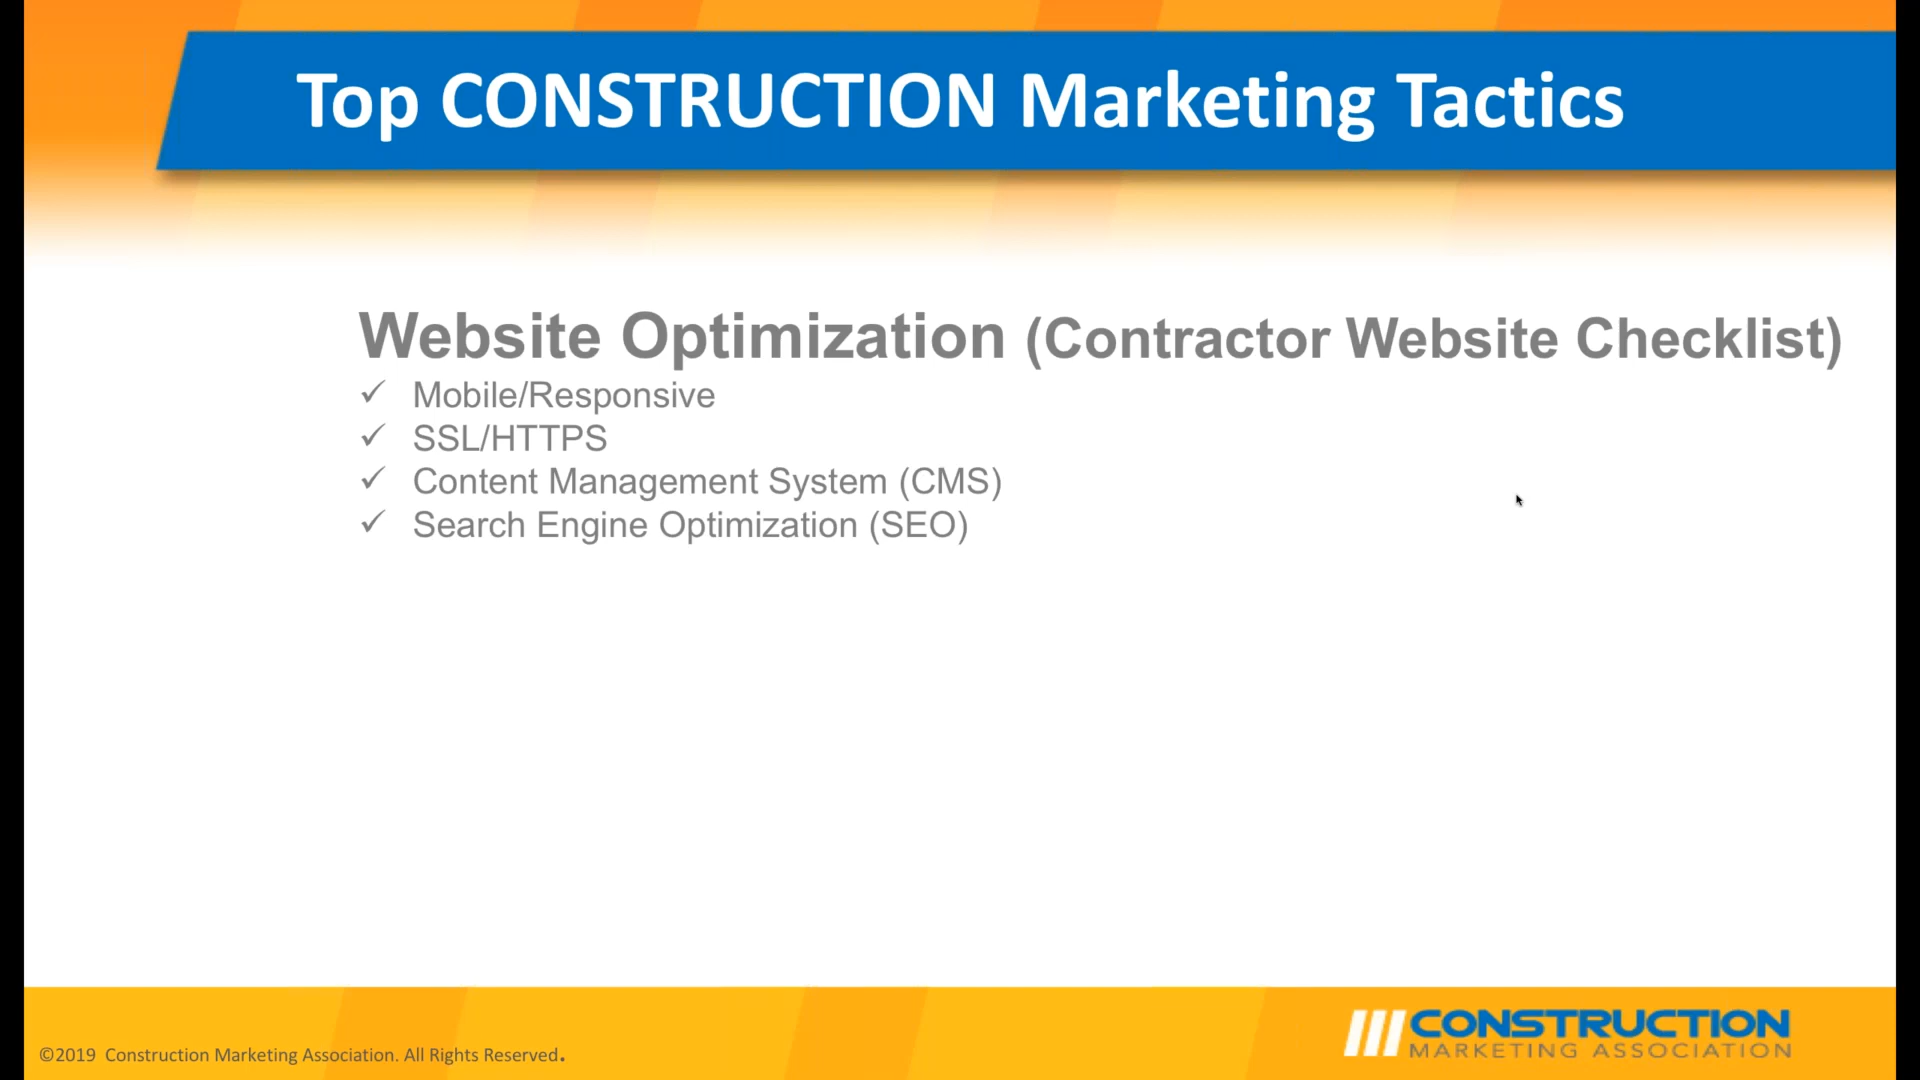 Top CONSTRUCTION Marketing Tactics
Website Optimization (Contractor Website Checklist)
✓ Mobile/Responsive
✓ SSL/HTTPS
✓ Content Management System (CMS)
✓ Search Engine Optimization (SEO)
©2019 Construction Marketing Association. All Rights Reserved.
CONSTRUCTION
MARKETING ASSOCIATION